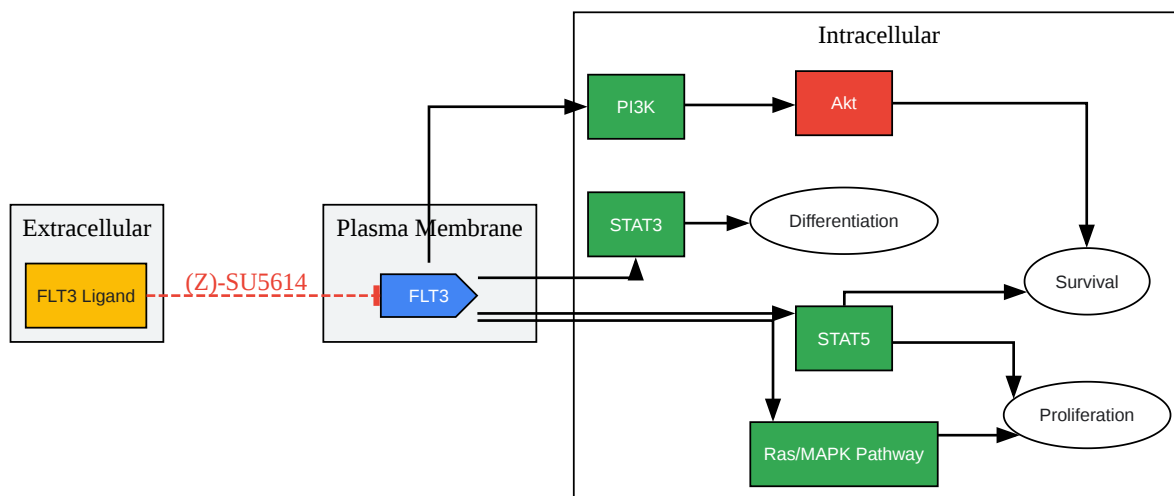 Intracellular
PI3K
Akt
Extracellular
Plasma Membrane
STAT3
Differentiation
FLT3 Ligand
(Z)-SU5614
FLT3
Survival
STAT5
Proliferation
Ras/MAPK Pathway